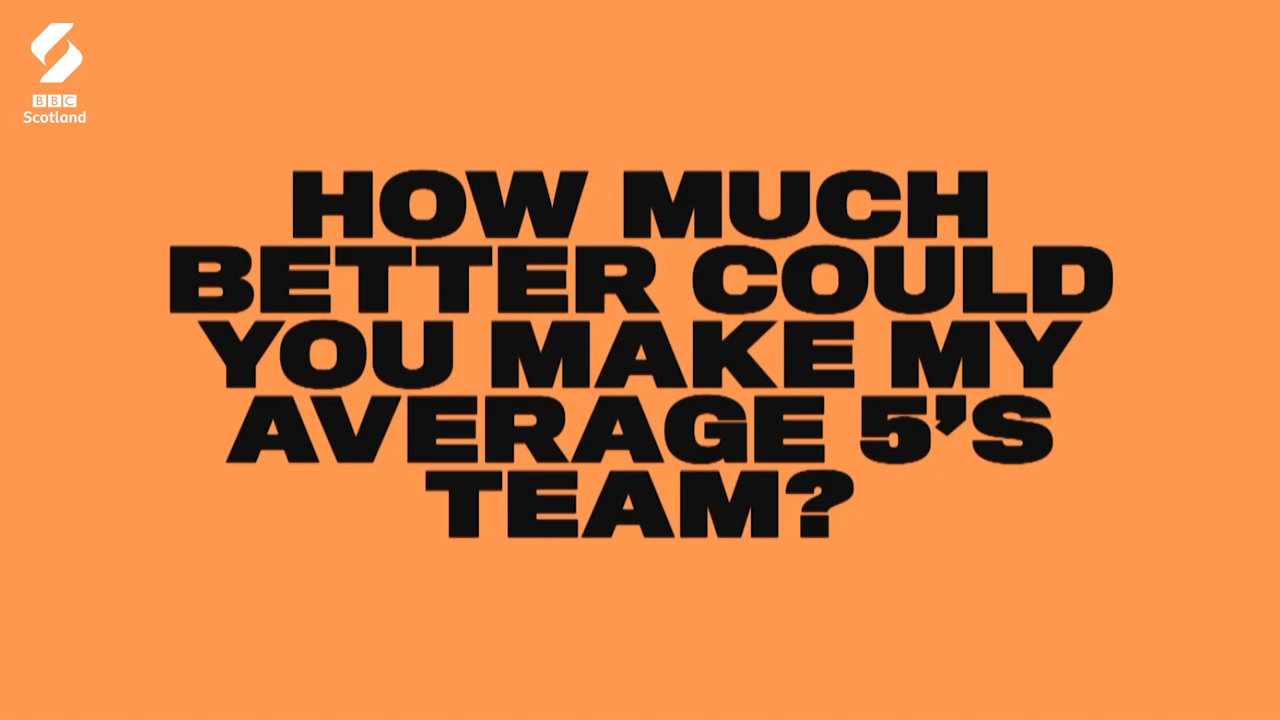 BBC
Scotland
HOW MUCH
BETTER COULD
YOU MAKE MY
AVERAGE 5’S
TEAM?